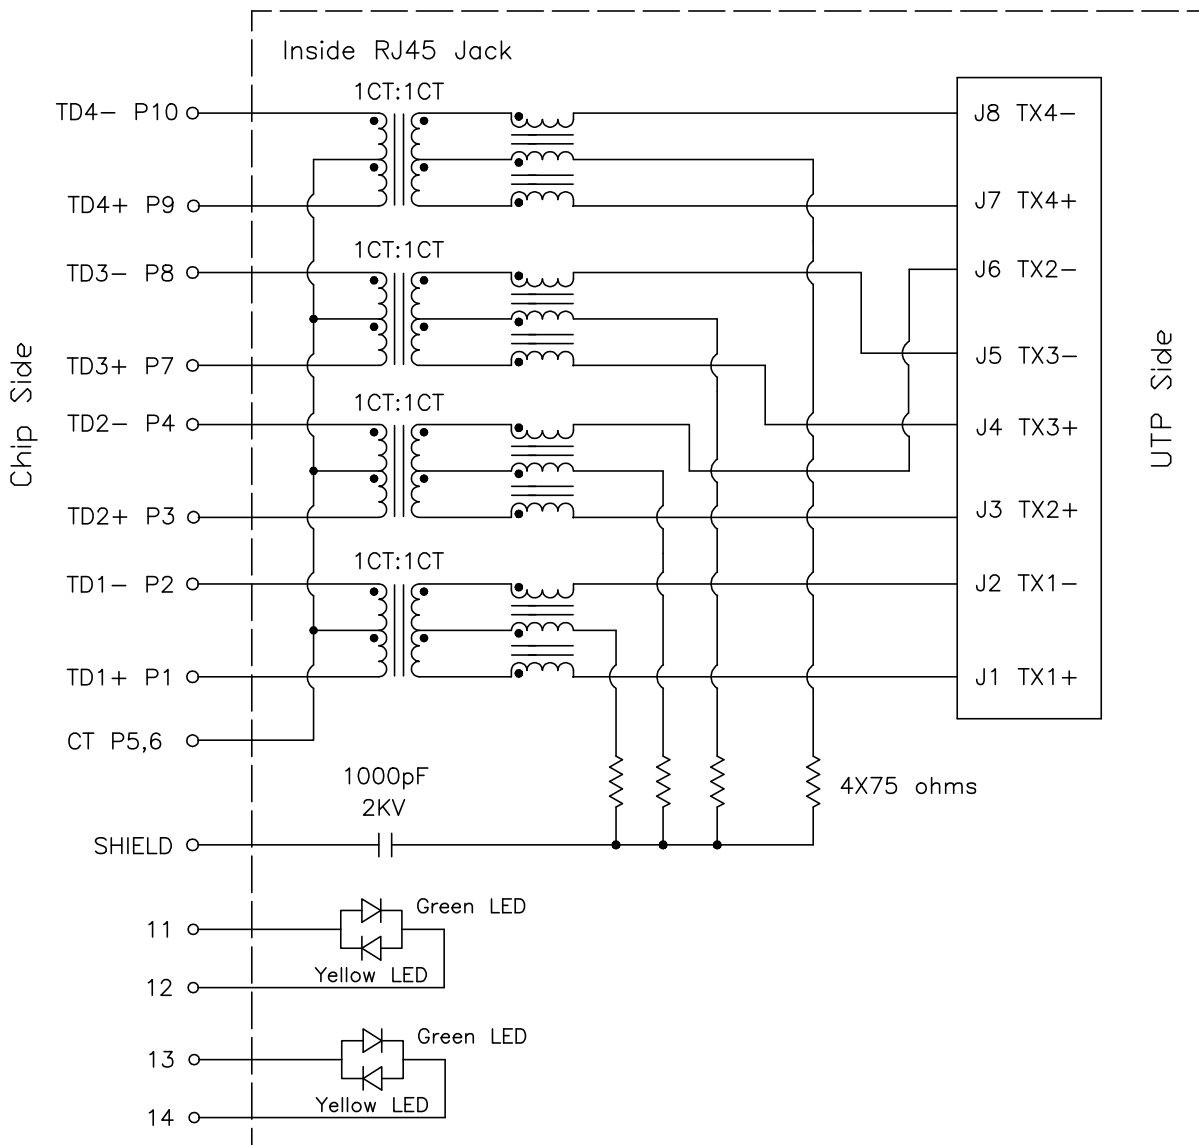 Inside RJ45 Jack
1CT:1CT
TD4- P10
J8 TX4-
TD4+ P9
J7 TX4+
1CT:1CT
TD3- P8
J6 TX2-
TD3+ P7
J5 TX3-
1CT:1CT
TD2- P4
J4 TX3+
TD2+ P3
J3 TX2+
1CT:1CT
TD1- P2
J2 TX1-
TD1+ P1
J1 TX1+
Chip Side
UTP Side
CT P5,6
1000pF
2KV
4X75 ohms
SHIELD
Green LED
11
Yellow LED
12
Green LED
13
Yellow LED
14